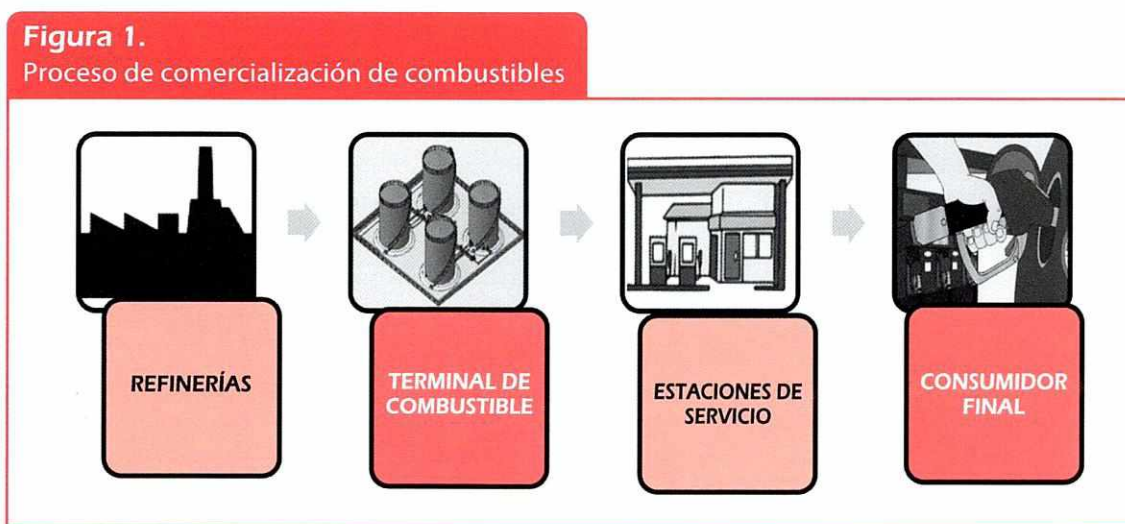 Figura 1.
Proceso de comercialización de combustibles
REFINERÍAS
TERMINAL DE
COMBUSTIBLE
ESTACIONES DE
SERVICIO
CONSUMIDOR
FINAL